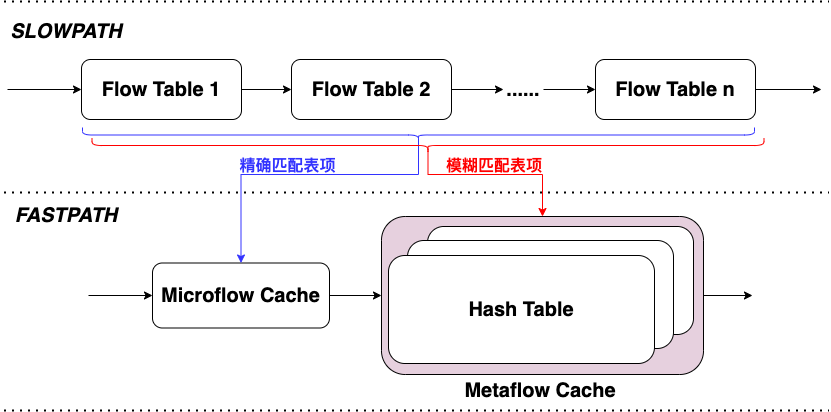 SLOWPATH
Flow Table 1
Flow Table 2
......
Flow Table n
精确匹配表项
模糊匹配表项
FASTPATH
Microflow Cache
Hash Table
Metaflow Cache